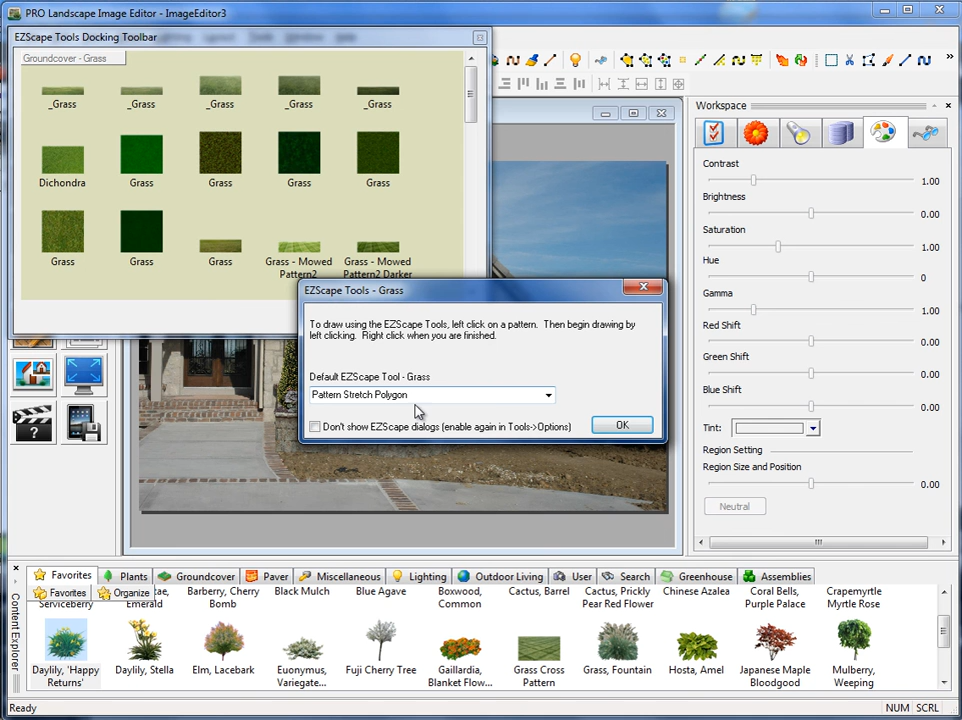 PRO Landscape Image Editor - ImageEditor3
EZScape Tools Docking Toolbar
Groundcover - Grass
_Grass
_Grass
_Grass
_Grass
_Grass
Dichondra
Grass
Grass
Grass
Grass
Grass
Grass
Grass
Grass - Mowed
Pattern2
Grass - Mowed
Pattern2 Darker
EZScape Tools - Grass
To draw using the EZScape Tools, left click on a pattern. Then begin drawing by
left clicking. Right click when you are finished.
Default EZScape Tool - Grass
Pattern Stretch Polygon
Don't show EZScape dialogs (enable again in Tools->Options)
OK
Workspace
Contrast
1.00
Brightness
0.00
Saturation
1.00
Hue
0
Gamma
1.00
Red Shift
Green Shift
Blue Shift
Tint:
Region Setting
Region Size and Position
0.00
Neutral
Content Explorer
Favorites
Plants
Groundcover
Paver
Miscellaneous
Lighting
Outdoor Living
User
Search
Greenhouse
Assemblies
Favorites
Organize
Serviceberry
Emerald
Barberry, Cherry
Bomb
Black Mulch
Blue Agave
Boxwood,
Common
Cactus, Barrel
Cactus, Prickly
Pear Red Flower
Chinese Azalea
Coral Bells,
Purple Palace
Crapemyrtle
Myrtle Rose
Daylily, 'Happy
Returns'
Daylily, Stella
Elm, Lacebark
Euonymus,
Variegate...
Fuji Cherry Tree
Gaillardia,
Blanket Flow...
Grass Cross
Pattern
Grass, Fountain
Hosta, Amel
Japanese Maple
Bloodgood
Mulberry,
Weeping
Ready
NUM
SCRL